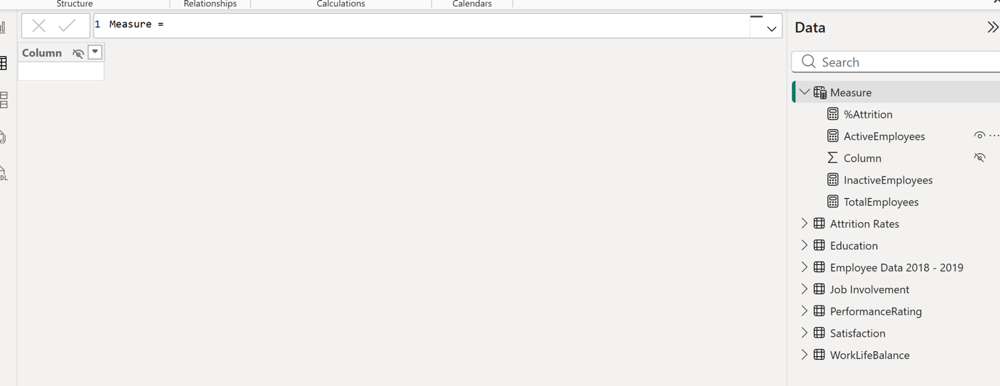 Structure Relationships Calculations Calendars
1 Measure =
Data
Column
Search
Measure
%Attrition
ActiveEmployees
Column
InactiveEmployees
TotalEmployees
Attrition Rates
Education
Employee Data 2018 - 2019
Job Involvement
PerformanceRating
Satisfaction
WorkLifeBalance